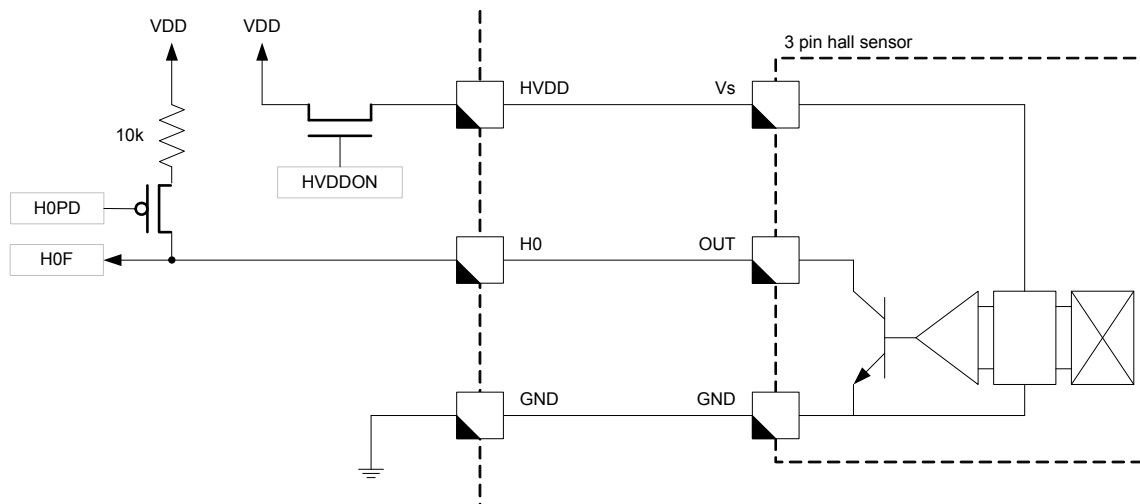 VDD
VDD
3 pin hall sensor
HVDD
Vs
10k
HVDDON
H0PD
H0
OUT
H0F
GND
GND